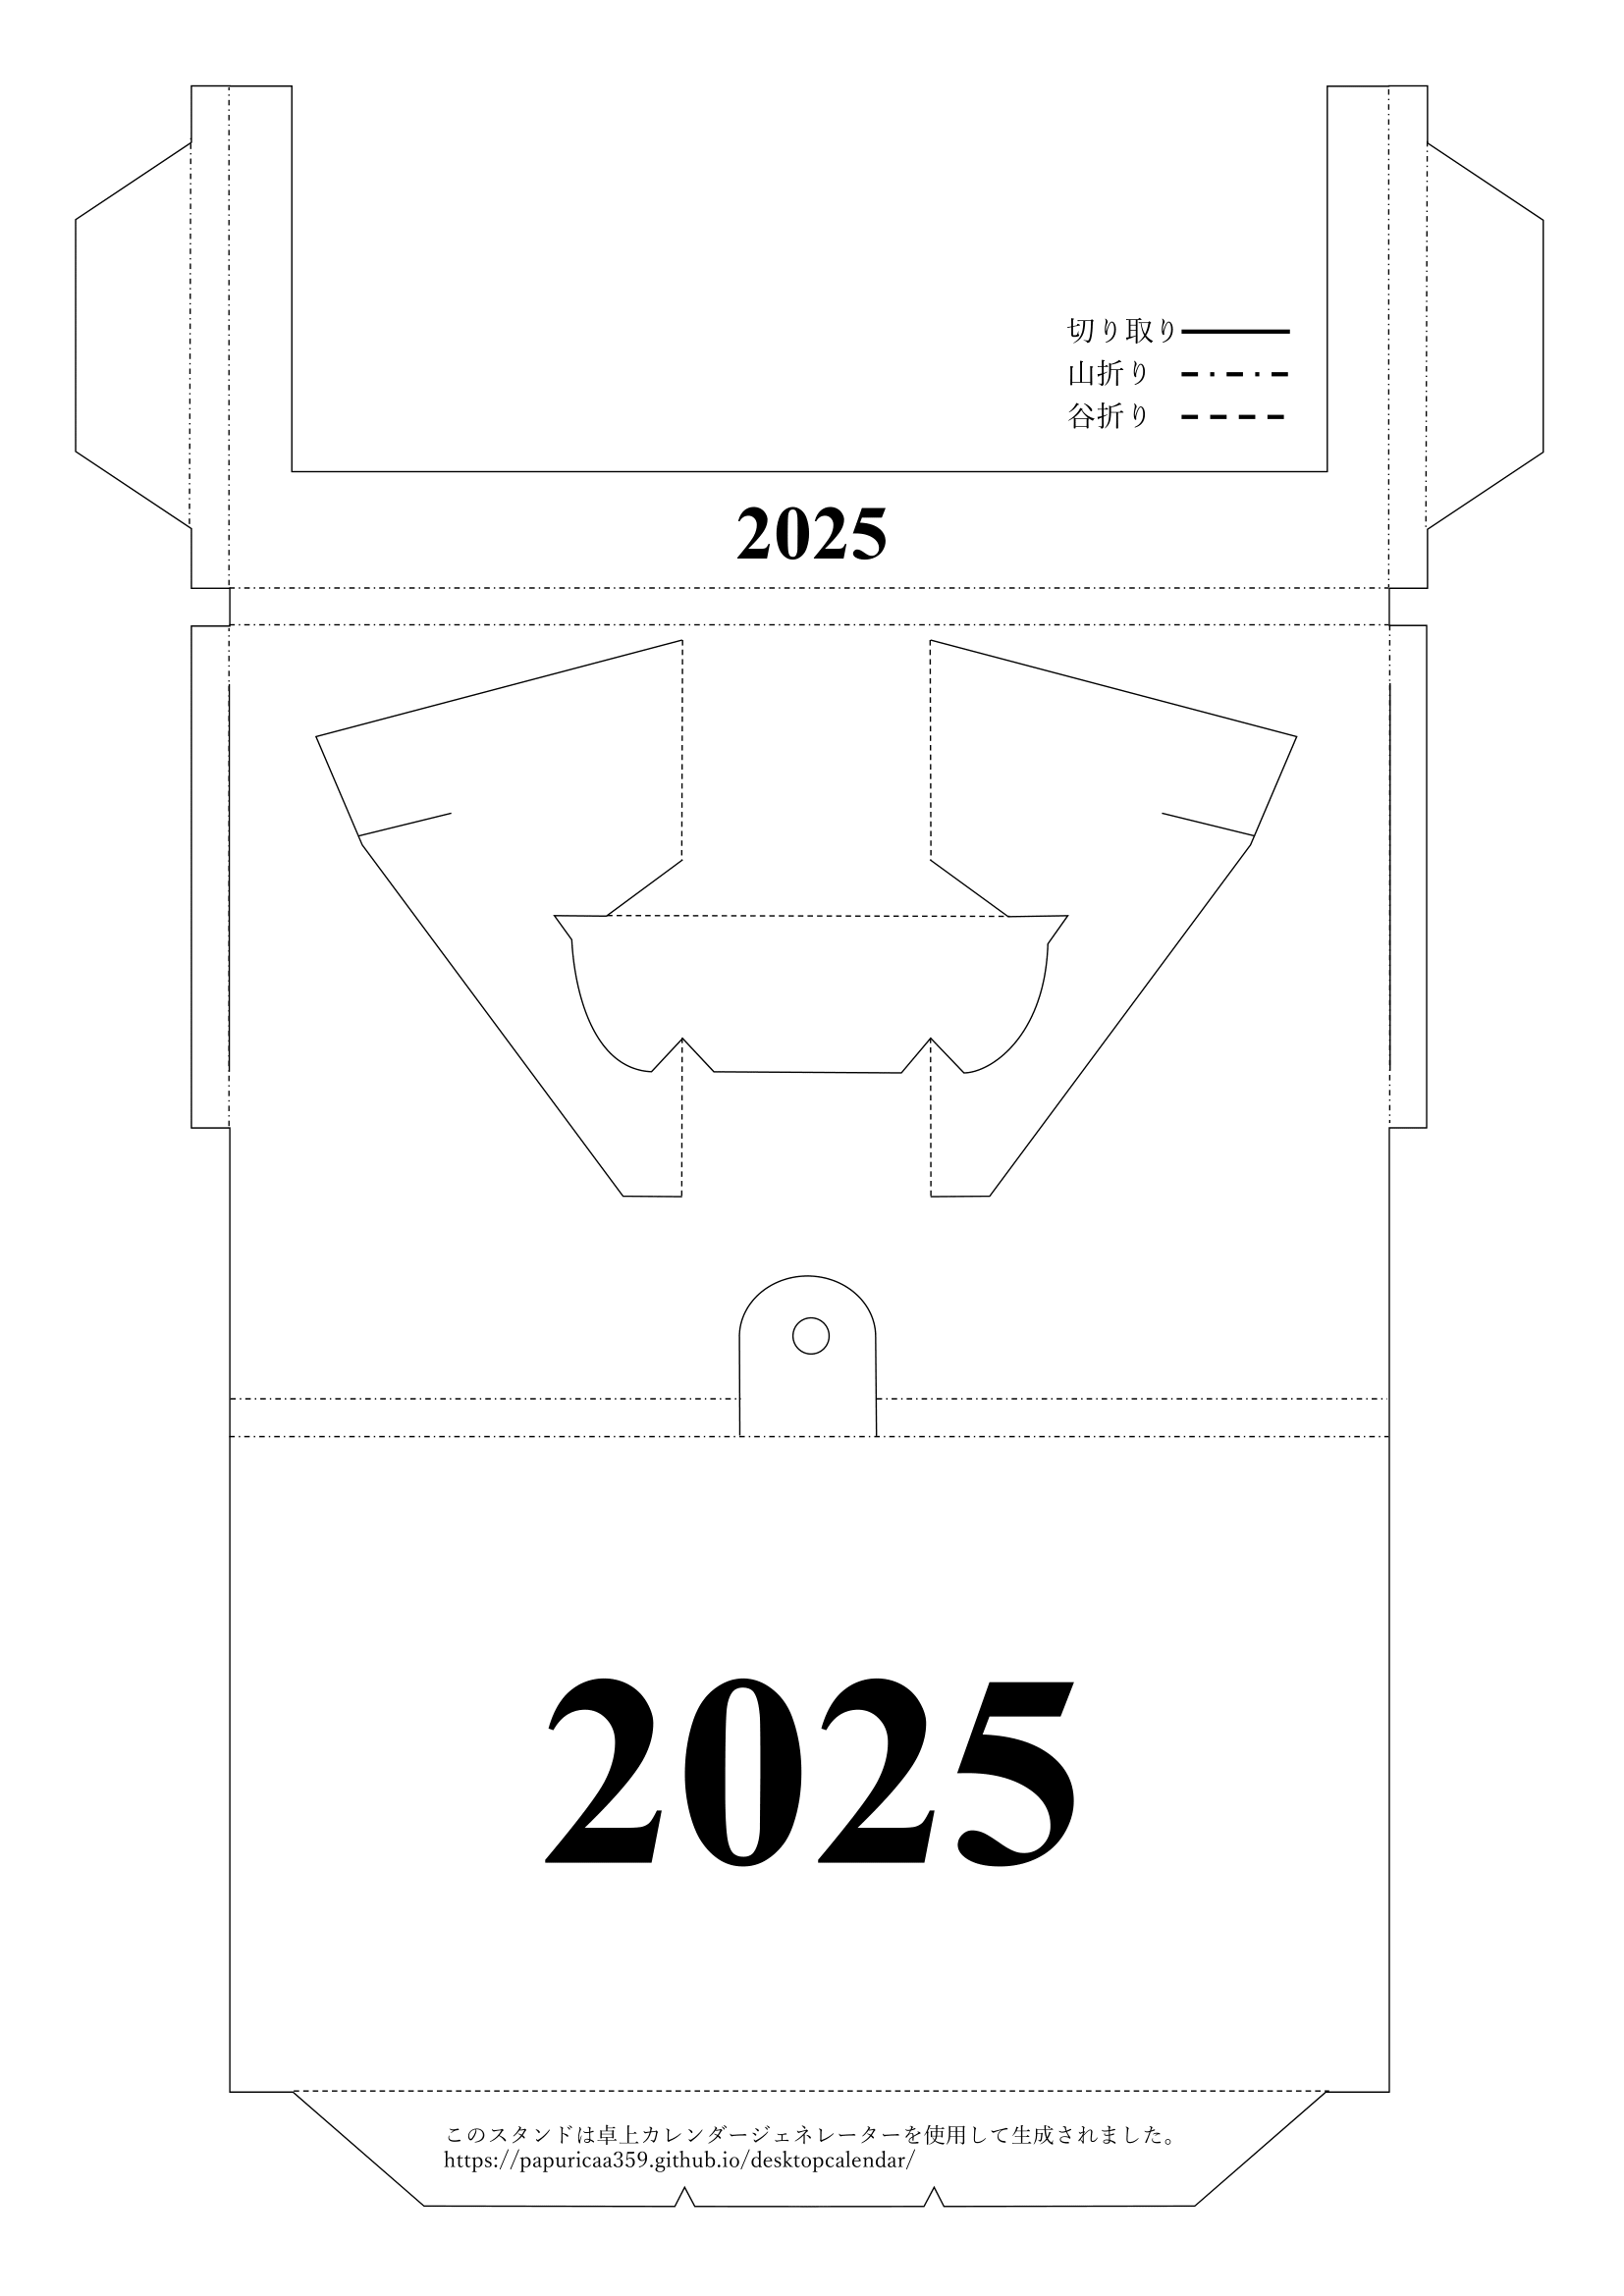 切り取り
山折り
谷折り
2025
2025
このスタンドは卓上カレンダージェネレーターを使用して生成されました。
https://papuricaa359.github.io/desktopcalendar/